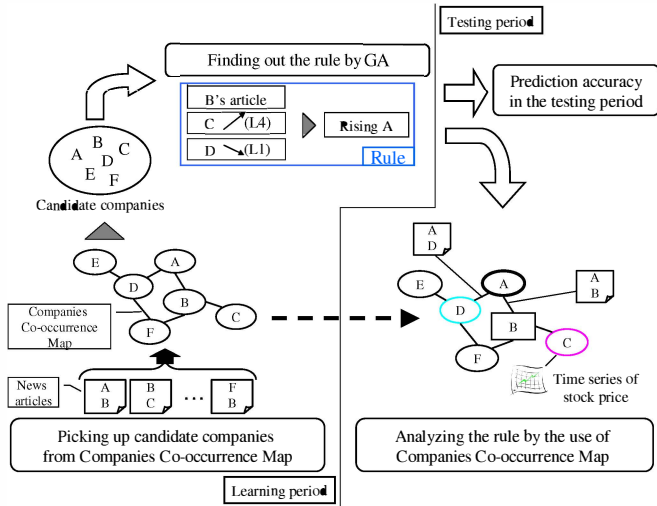 Testing period
Finding out the rule by GA
B's article
C
(L4)
D
(L1)
Rising A
Rule
Prediction accuracy
in the testing period
A
B
C
D
E
F
Candidate companies
E
A
D
B
F
C
Companies
Co-occurrence
Map
News
articles
A
B
B
C
...
F
B
Picking up candidate companies
from Companies Co-occurrence Map
Learning period
A
D
E
A
D
B
F
C
A
B
Time series of
stock price
Analyzing the rule by the use of
Companies Co-occurrence Map